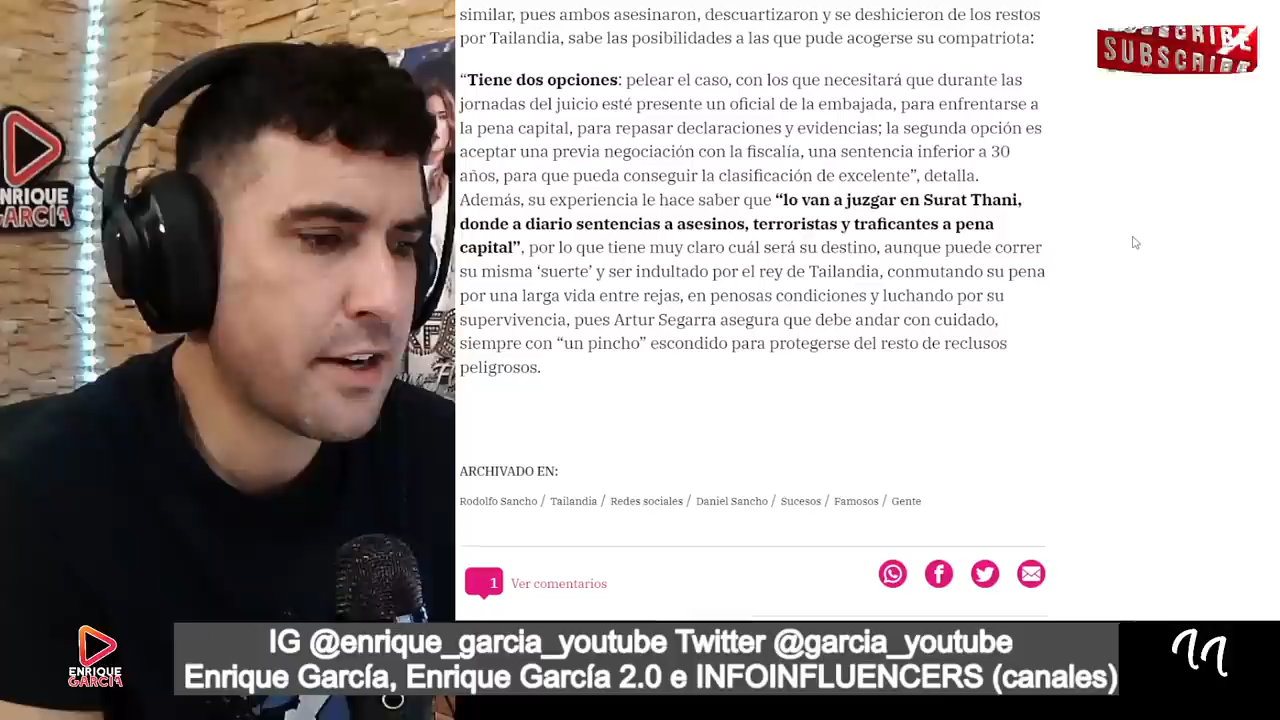 similar, pues ambos asesinaron, descuartizaron y se deshicieron de los restos
por Tailandia, sabe las posibilidades a las que pude acogerse su compatriota:
“Tiene dos opciones: pelear el caso, con los que necesitará que durante las
jornadas del juicio esté presente un oficial de la embajada, para enfrentarse a
la pena capital, para repasar declaraciones y evidencias; la segunda opción es
aceptar una previa negociación con la fiscalía, una sentencia inferior a 30
años, para que pueda conseguir la clasificación de excelente”, detalla.
Además, su experiencia le hace saber que “lo van a juzgar en Surat Thani,
donde a diario sentencias a asesinos, terroristas y traficantes a pena
capital”, por lo que tiene muy claro cuál será su destino, aunque puede correr
su misma ‘suerte’ y ser indultado por el rey de Tailandia, conmutando su pena
por una larga vida entre rejas, en penosas condiciones y luchando por su
supervivencia, pues Artur Segarra asegura que debe andar con cuidado,
siempre con “un pincho” escondido para protegerse del resto de reclusos
peligrosos.
ARCHIVADO EN:
Rodolfo Sancho / Tailandia / Redes sociales / Daniel Sancho / Sucesos / Famosos / Gente
1 Ver comentarios
SUBSCRIBE
SUBSCRIBE
ENRIQUE
GARCÍA
IG @enrique_garcia_youtube Twitter @garcia_youtube
Enrique García, Enrique García 2.0 e INFOINFLUENCERS (canales)
ENRIQUE
GARCÍA